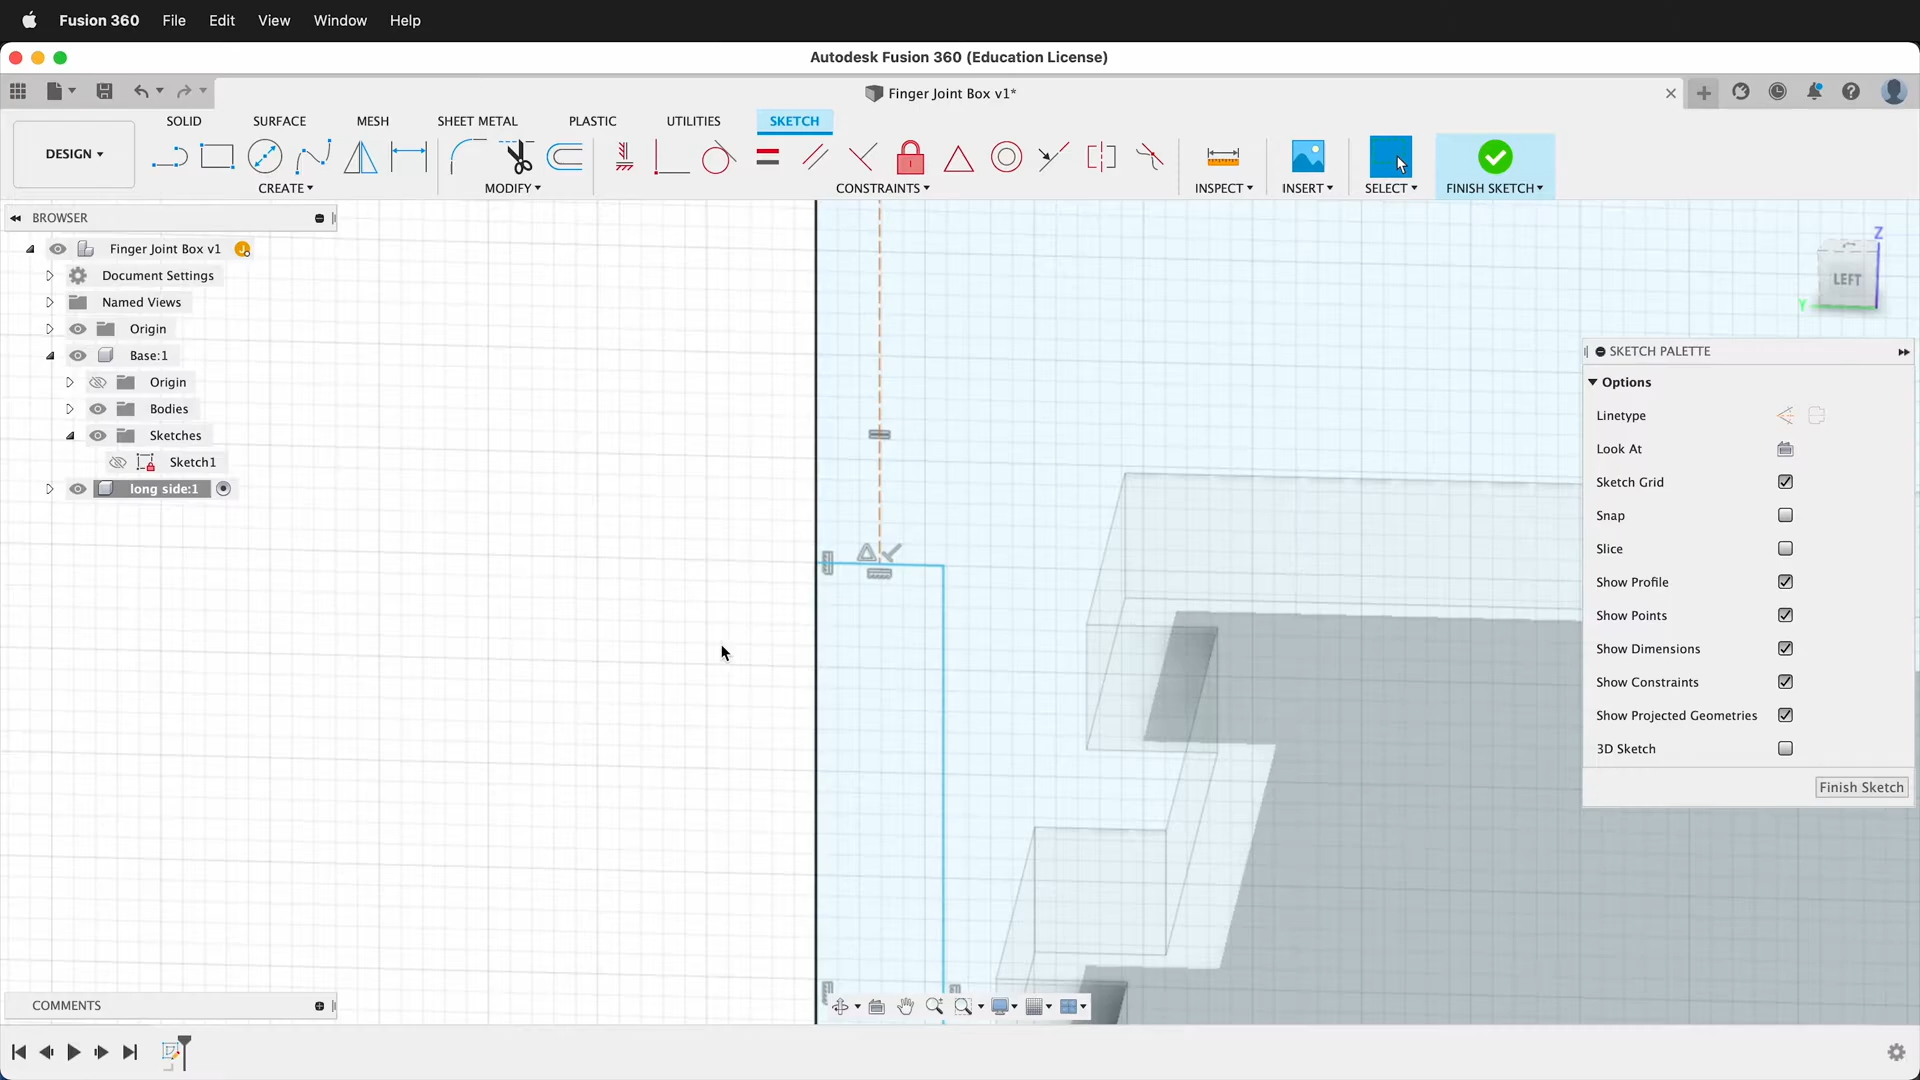 Fusion 360 File Edit View Window Help
Autodesk Fusion 360 (Education License)
Finger Joint Box v1*
SOLID SURFACE MESH SHEET METAL PLASTIC UTILITIES SKETCH
DESIGN
CREATE MODIFY CONSTRAINTS INSPECT INSERT SELECT FINISH SKETCH
BROWSER
Finger Joint Box v1
Document Settings
Named Views
Origin
Base:1
Origin
Bodies
Sketches
Sketch1
long side:1
Z
LEFT
Y
SKETCH PALETTE
Options
Linetype
Look At
Sketch Grid
Snap
Slice
Show Profile
Show Points
Show Dimensions
Show Constraints
Show Projected Geometries
3D Sketch
Finish Sketch
COMMENTS